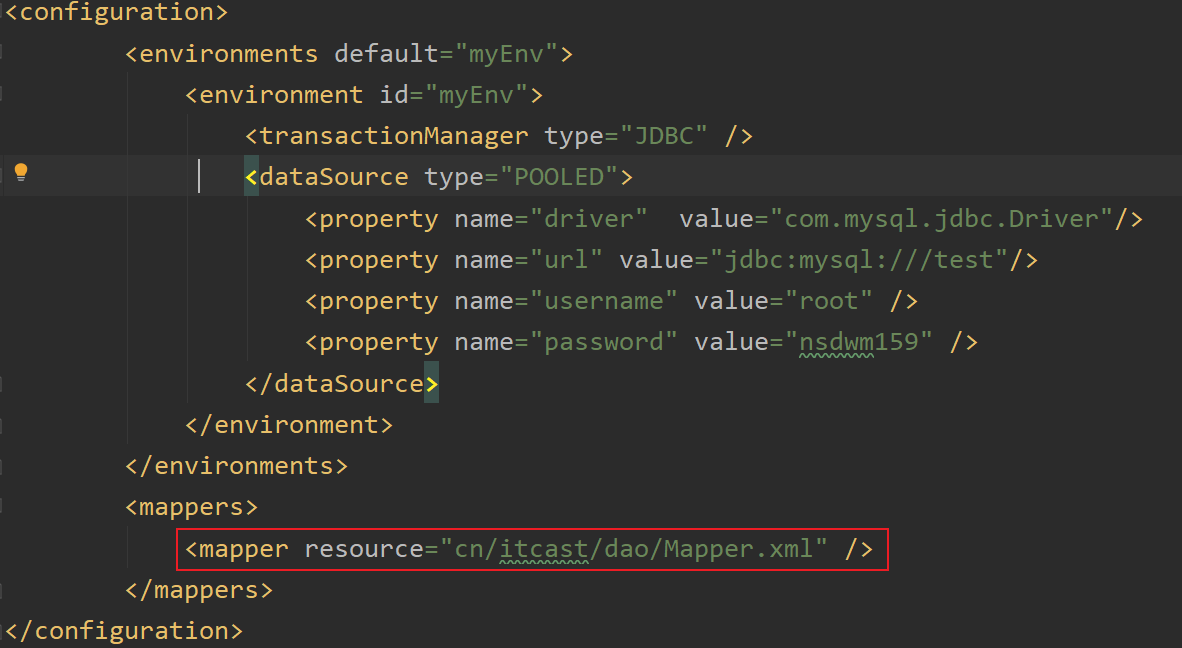 <configuration>
<environments default="myEnv">
<environment id="myEnv">
<transactionManager type="JDBC" />
<dataSource type="POOLED">
<property name="driver"  value="com.mysql.jdbc.Driver"/>
<property name="url" value="jdbc:mysql:///test"/>
<property name="username" value="root" />
<property name="password" value="nsdwm159" />
</dataSource>
</environment>
</environments>
<mappers>
<mapper resource="cn/itcast/dao/Mapper.xml" />
</mappers>
</configuration>